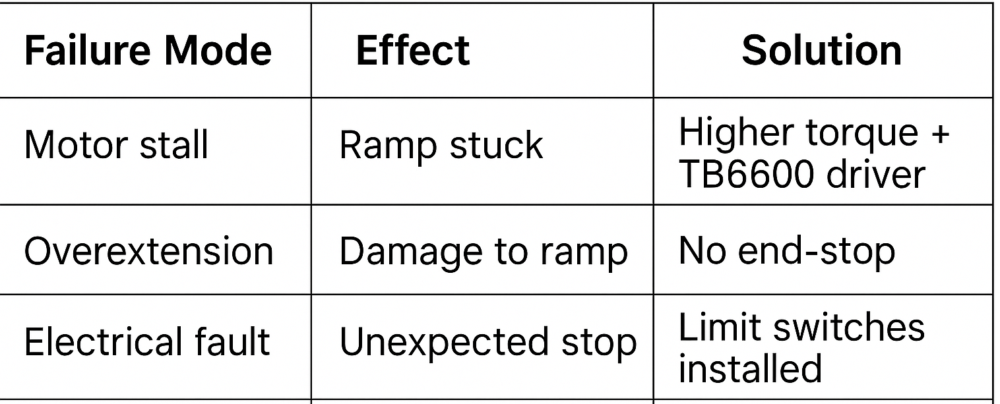 Failure Mode Effect Solution
Motor stall Ramp stuck Higher torque +
TB6600 driver
Overextension Damage to ramp No end-stop
Electrical fault Unexpected stop Limit switches
installed